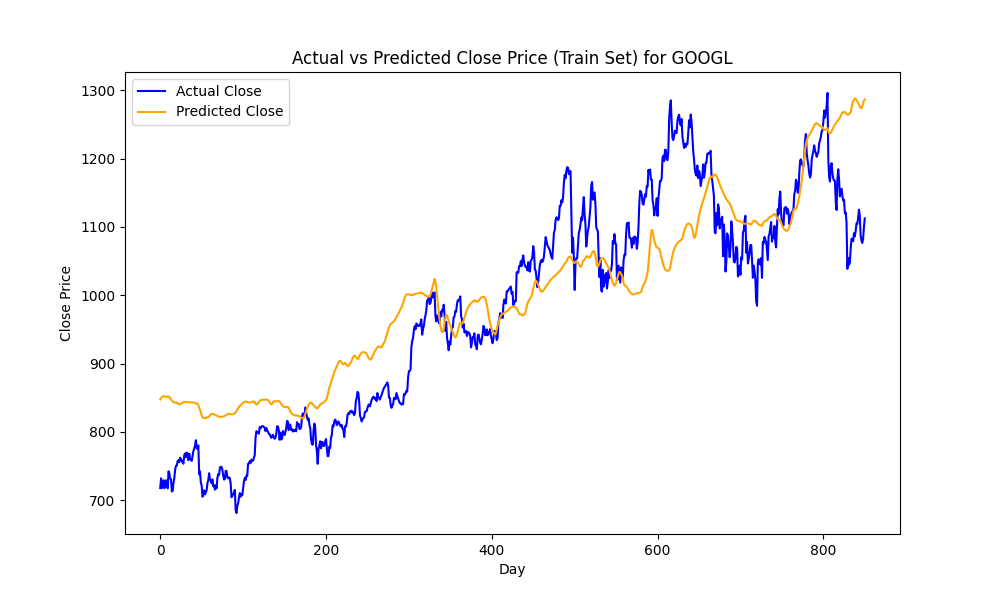 Actual vs Predicted Close Price (Train Set) for GOOGL
Actual Close
Predicted Close
1300
1200
1100
1000
900
800
700
Close Price
0 200 400 600 800
Day